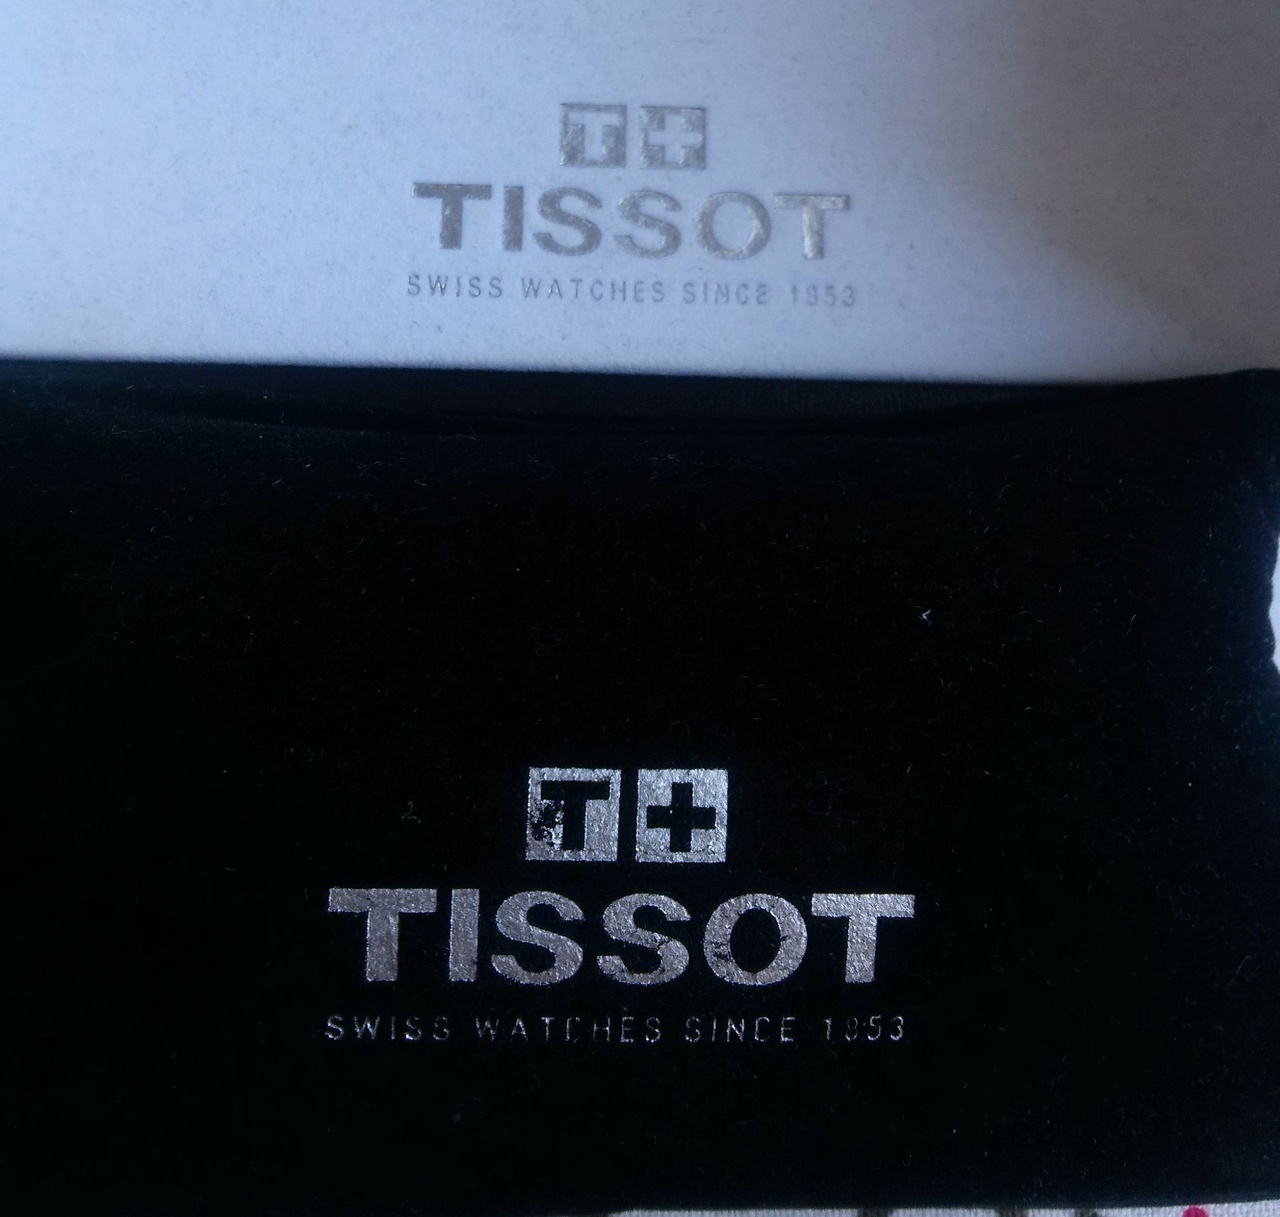 T+
TISSOT
SWISS WATCHES SINCE 1853
T+
TISSOT
SWISS WATCHES SINCE 1853